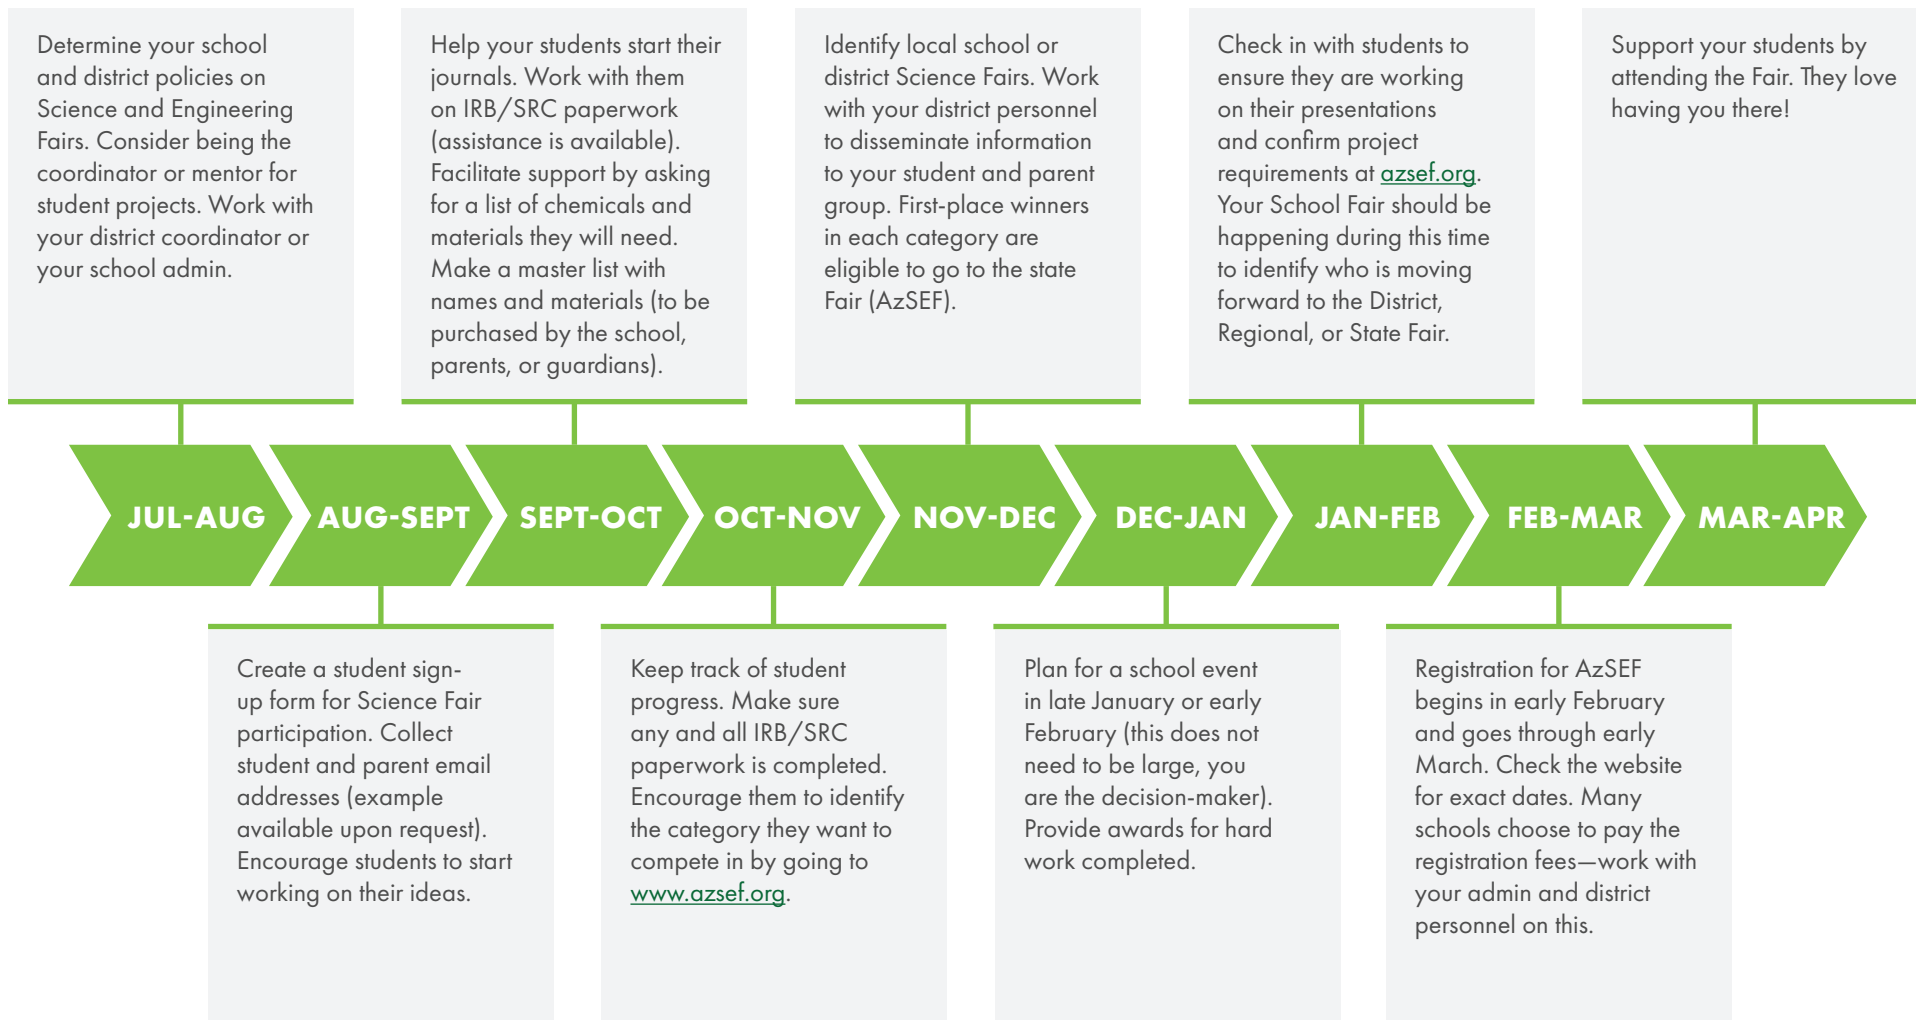 Determine your school
and district policies on
Science and Engineering
Fairs. Consider being the
coordinator or mentor for
student projects. Work with
your district coordinator or
your school admin.
Help your students start their
journals. Work with them
on IRB/SRC paperwork
(assistance is available).
Facilitate support by asking
for a list of chemicals and
materials they will need.
Make a master list with
names and materials (to be
purchased by the school,
parents, or guardians).
Identify local school or
district Science Fairs. Work
with your district personnel
to disseminate information
to your student and parent
group. First-place winners
in each category are
eligible to go to the state
Fair (AzSEF).
Check in with students to
ensure they are working
on their presentations
and confirm project
requirements at azsef.org.
Your School Fair should be
happening during this time
to identify who is moving
forward to the District,
Regional, or State Fair.
Support your students by
attending the Fair. They love
having you there!
JUL-AUG
AUG-SEPT
SEPT-OCT
OCT-NOV
NOV-DEC
DEC-JAN
JAN-FEB
FEB-MAR
MAR-APR
Create a student sign-
up form for Science Fair
participation. Collect
student and parent email
addresses (example
available upon request).
Encourage students to start
working on their ideas.
Keep track of student
progress. Make sure
any and all IRB/SRC
paperwork is completed.
Encourage them to identify
the category they want to
compete in by going to
www.azsef.org.
Plan for a school event
in late January or early
February (this does not
need to be large, you
are the decision-maker).
Provide awards for hard
work completed.
Registration for AzSEF
begins in early February
and goes through early
March. Check the website
for exact dates. Many
schools choose to pay the
registration fees—work with
your admin and district
personnel on this.